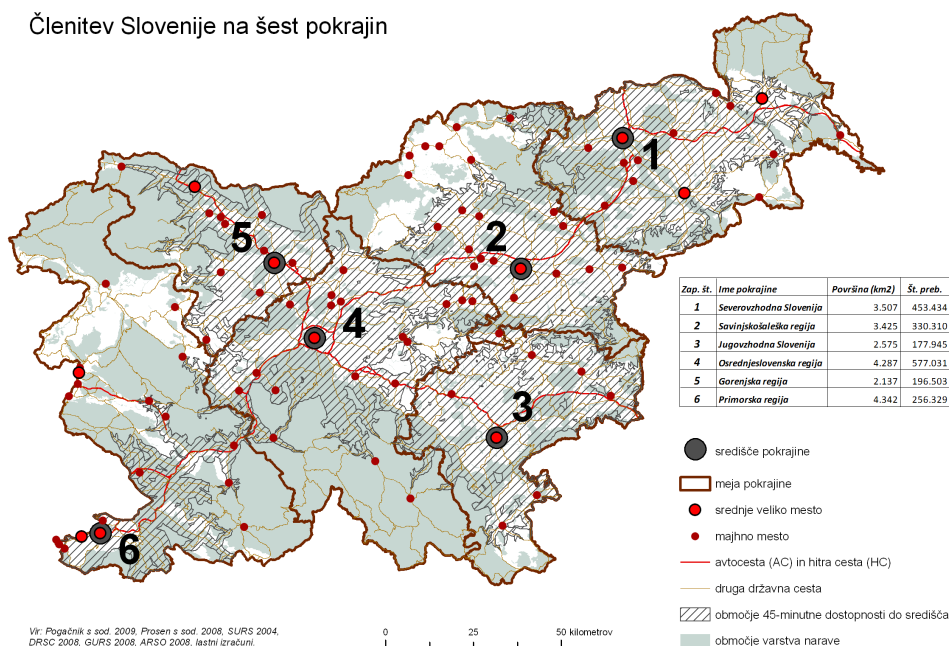 Členitev Slovenije na šest pokrajin
1
2
3
4
5
6
Zap. št. Ime pokrajine Površina (km2) Št. preb.
1 Severovzhodna Slovenija 3.507 453.434
2 Savinjskošaleška regija 3.425 330.310
3 Jugovzhodna Slovenija 2.575 177.945
4 Osrednjeslovenska regija 4.287 577.031
5 Gorenjska regija 2.137 196.503
6 Primorska regija 4.342 256.329
središče pokrajine
meja pokrajine
srednje veliko mesto
majhno mesto
avtocesta (AC) in hitra cesta (HC)
druga državna cesta
območje 45-minutne dostopnosti do središča
območje varstva narave
Vir: Pogačnik s sod. 2009, Prosen s sod. 2008, SURS 2004,
DRSC 2008, GURS 2008, ARSO 2008, lastni izračuni.
0 25 50 kilometrov